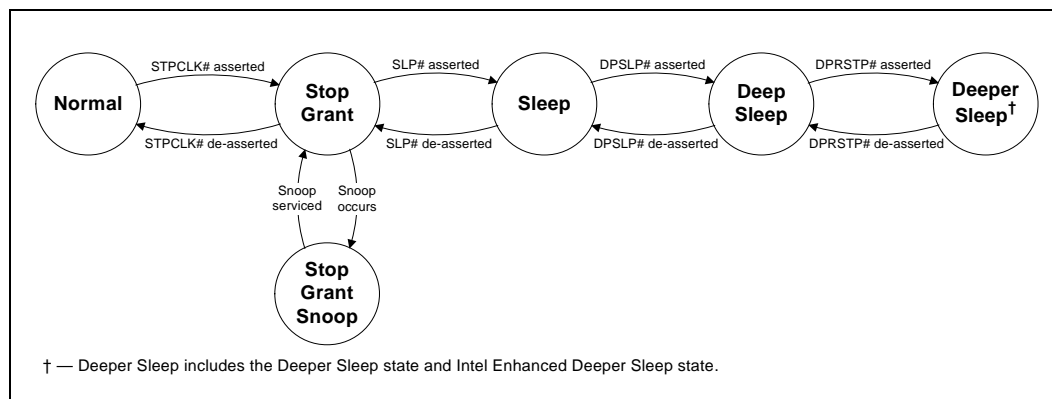 STPCLK# asserted
SLP# asserted
DPSLP# asserted
DPRSTP# asserted
Normal
Stop
Grant
Sleep
Deep
Sleep
Deeper
Sleep†
STPCLK# de-asserted
SLP# de-asserted
DPSLP# de-asserted
DPRSTP# de-asserted
Snoop
serviced
Snoop
occurs
Stop
Grant
Snoop
† — Deeper Sleep includes the Deeper Sleep state and Intel Enhanced Deeper Sleep state.